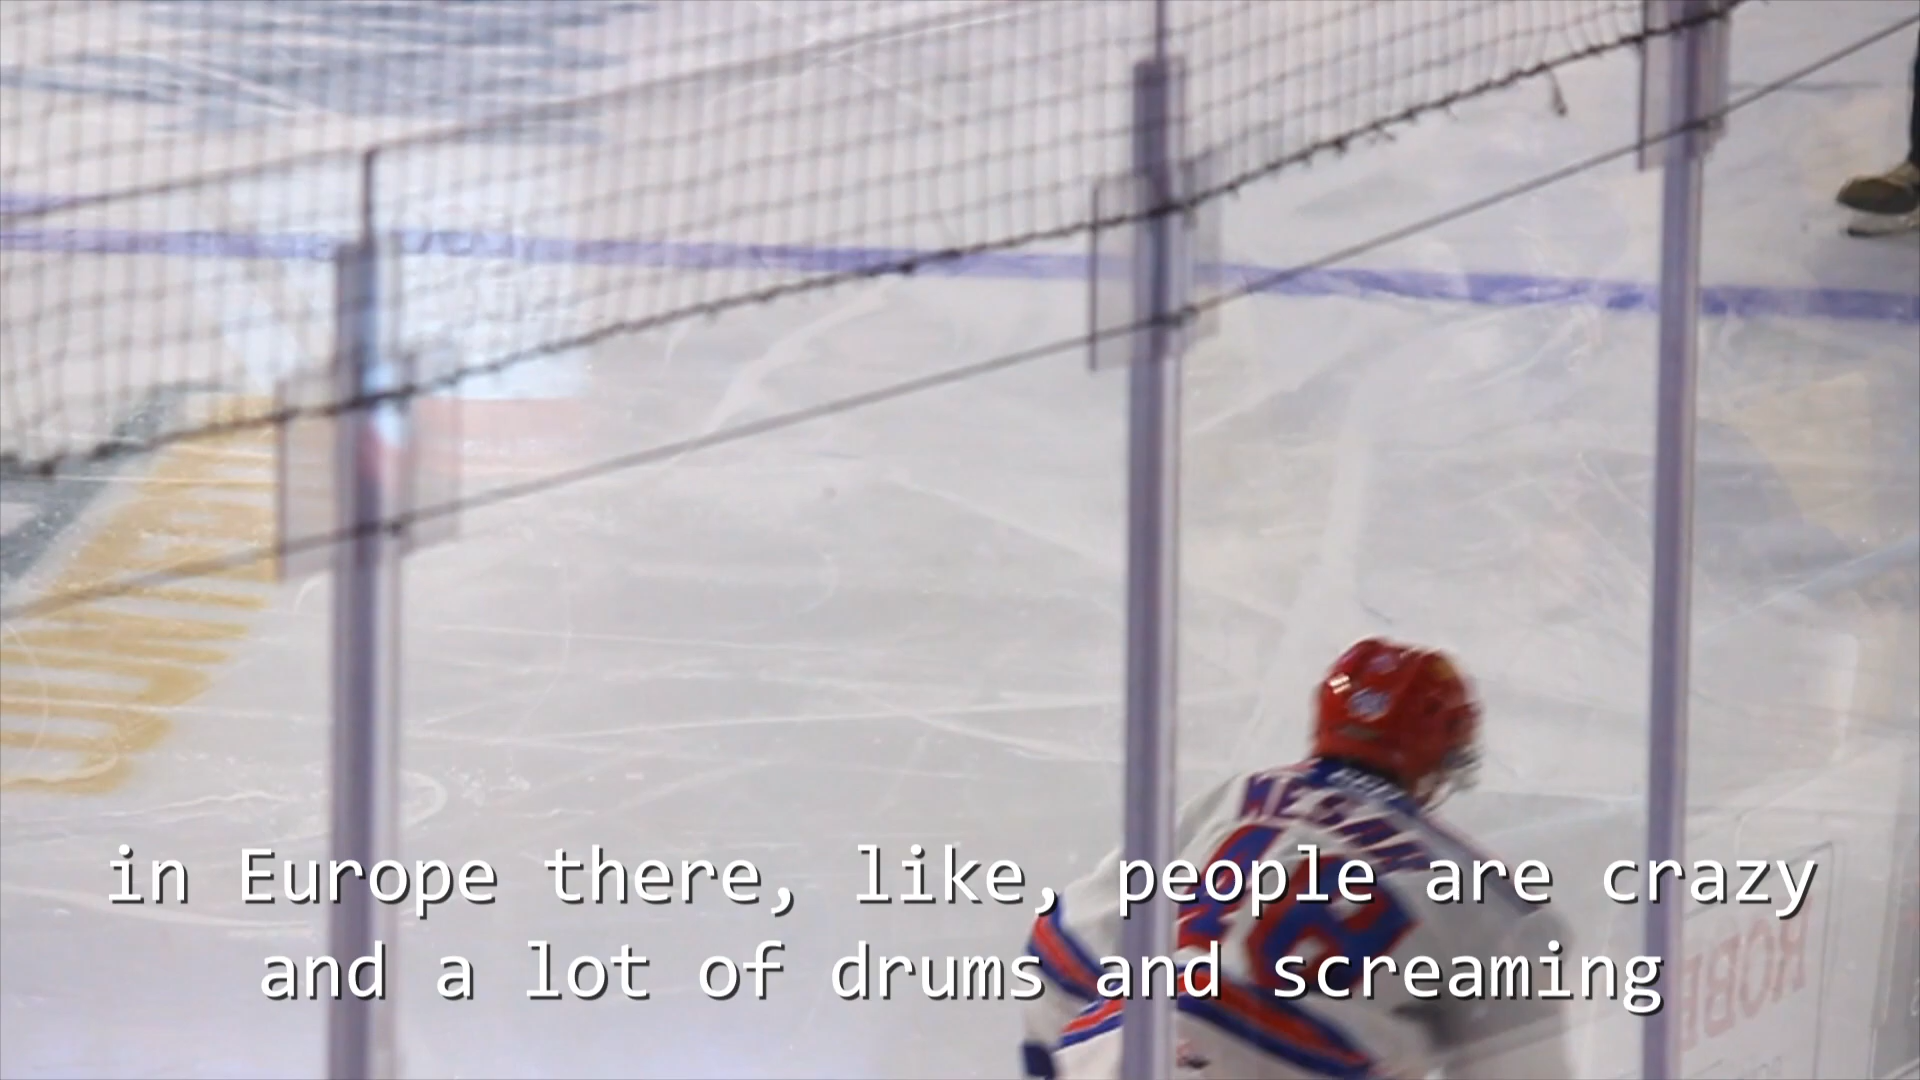 in Europe there, like, people are crazy
and a lot of drums and screaming